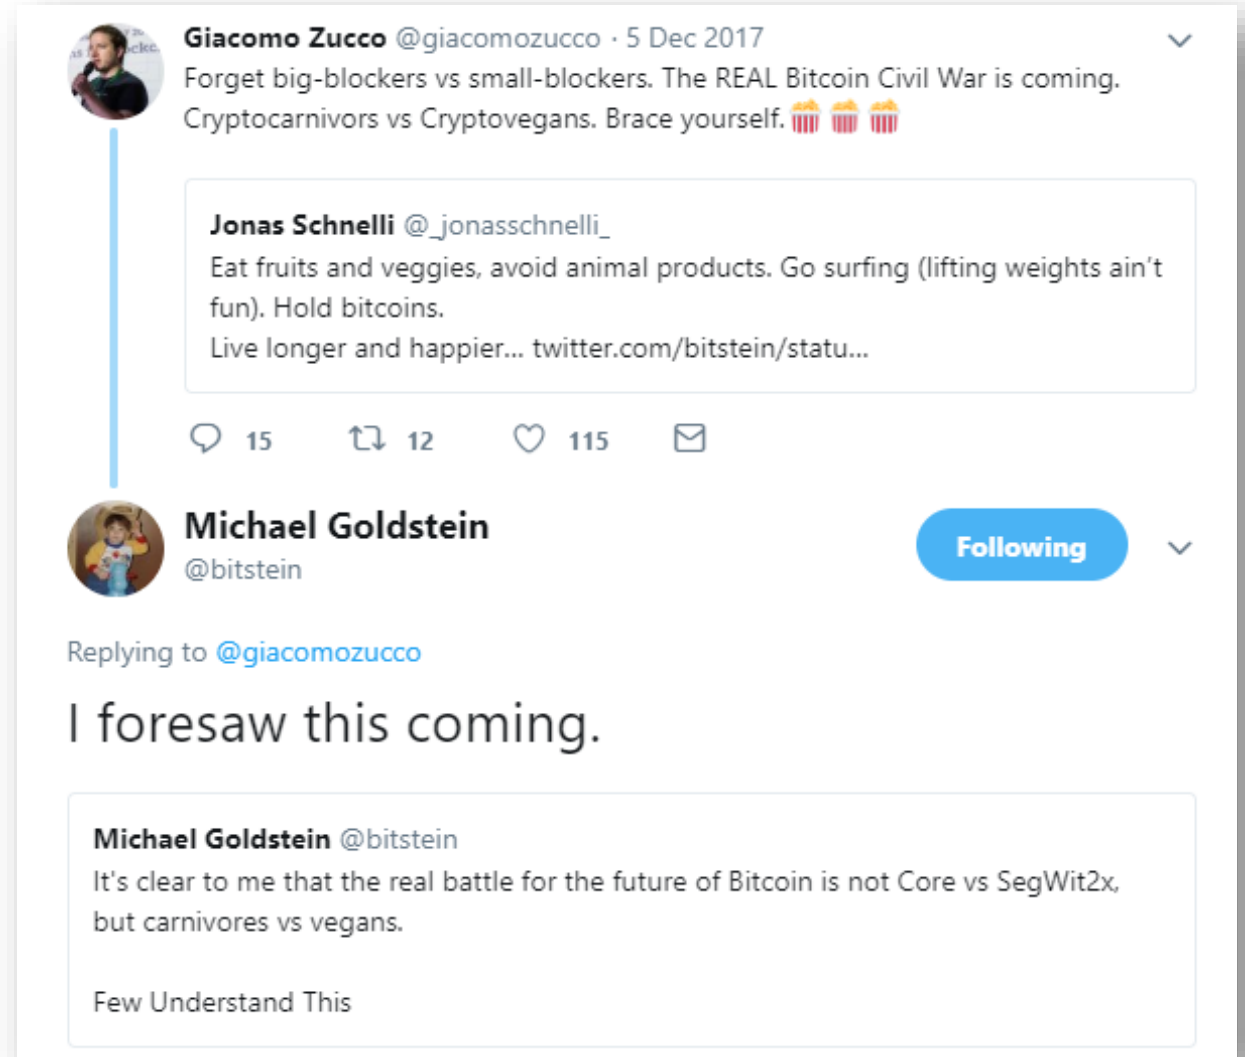 Giacomo Zucco @giacomozucco · 5 Dec 2017
Forget big-blockers vs small-blockers. The REAL Bitcoin Civil War is coming.
Cryptocarnivors vs Cryptovegans. Brace yourself.🍿🍿🍿
Jonas Schnelli @_jonasschnelli_
Eat fruits and veggies, avoid animal products. Go surfing (lifting weights ain't
fun). Hold bitcoins.
Live longer and happier... twitter.com/bitstein/statu...
15 12 115
Michael Goldstein
@bitstein
Following
Replying to @giacomozucco
I foresaw this coming.
Michael Goldstein @bitstein
It's clear to me that the real battle for the future of Bitcoin is not Core vs SegWit2x,
but carnivores vs vegans.
Few Understand This